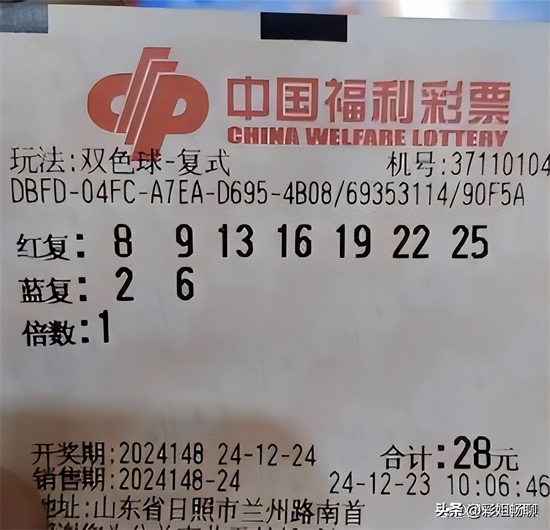 中国福利彩票
CHINA WELFARE LOTTERY
玩法:双色球-复式 机号:37110104
DBFD-04FC-A7EA-D695-4B08/69353114/90F5A
红复: 8 9 13 16 19 22 25
蓝复: 2 6
倍数:1
开奖期:2024148 24-12-24 合计:28元
销售期:2024148-24 24-12-23 10:06:46
地址:山东省日照市兰州路南首
头条 @彩姐畅聊